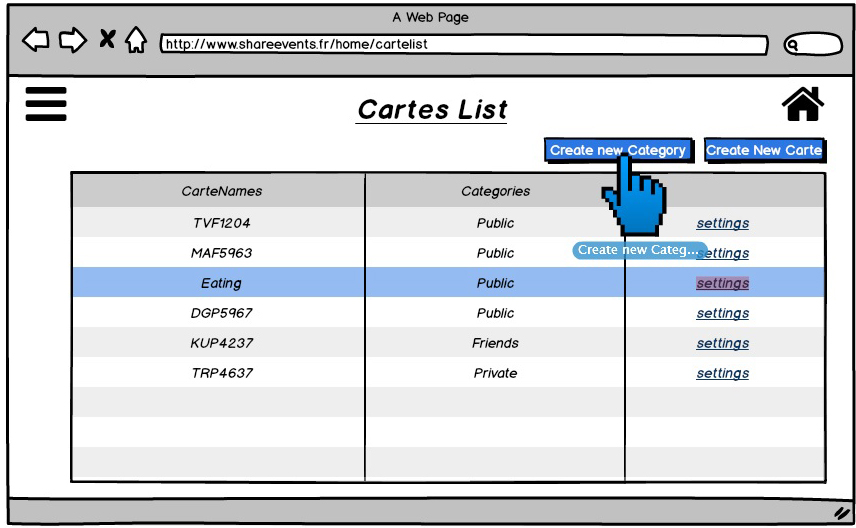 A Web Page
http://www.shareevents.fr/home/cartelist
Cartes List
Create new Category Create New Carte
CarteNames Categories
TVF1204 Public settings
MAF5963 Public settings
Create new Categ...
Eating Public settings
DGP5967 Public settings
KUP4237 Friends settings
TRP4637 Private settings